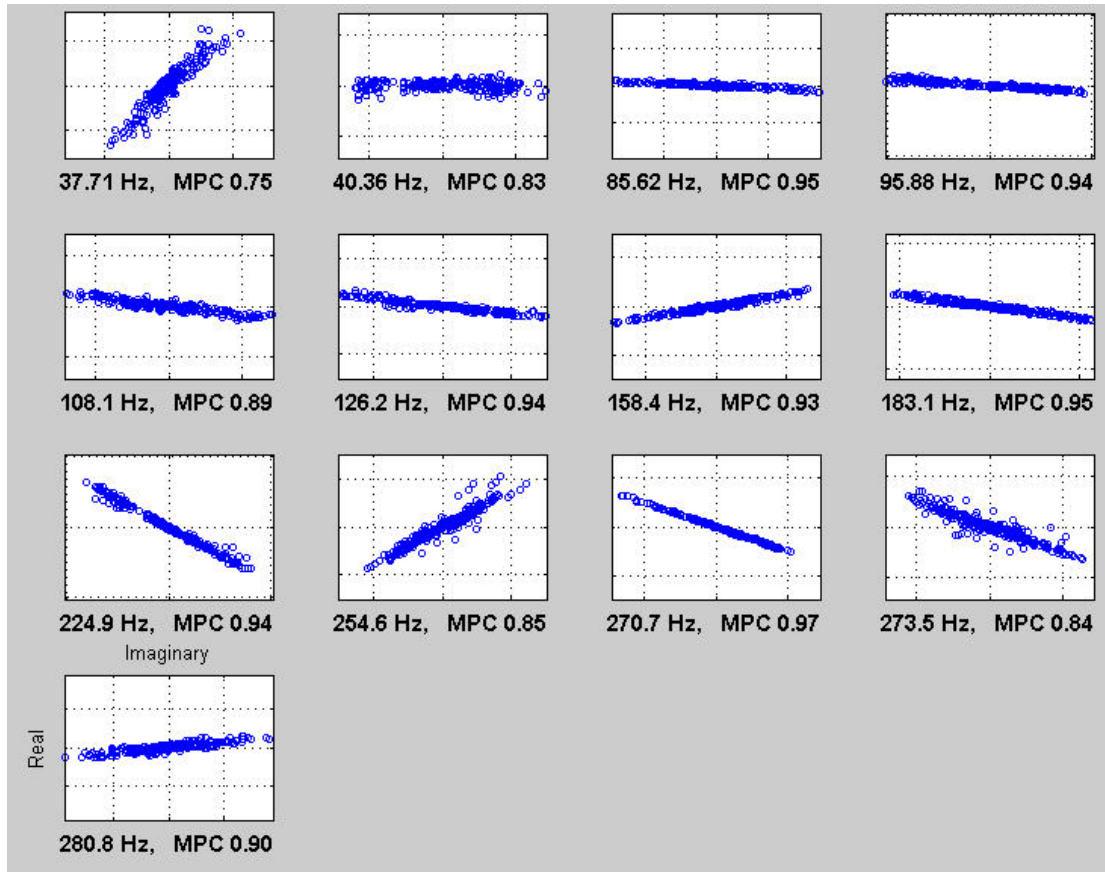 37.71 Hz, MPC 0.75
40.36 Hz, MPC 0.83
85.62 Hz, MPC 0.95
95.88 Hz, MPC 0.94
108.1 Hz, MPC 0.89
126.2 Hz, MPC 0.94
158.4 Hz, MPC 0.93
183.1 Hz, MPC 0.95
224.9 Hz, MPC 0.94
254.6 Hz, MPC 0.85
270.7 Hz, MPC 0.97
273.5 Hz, MPC 0.84
Imaginary
Real
280.8 Hz, MPC 0.90